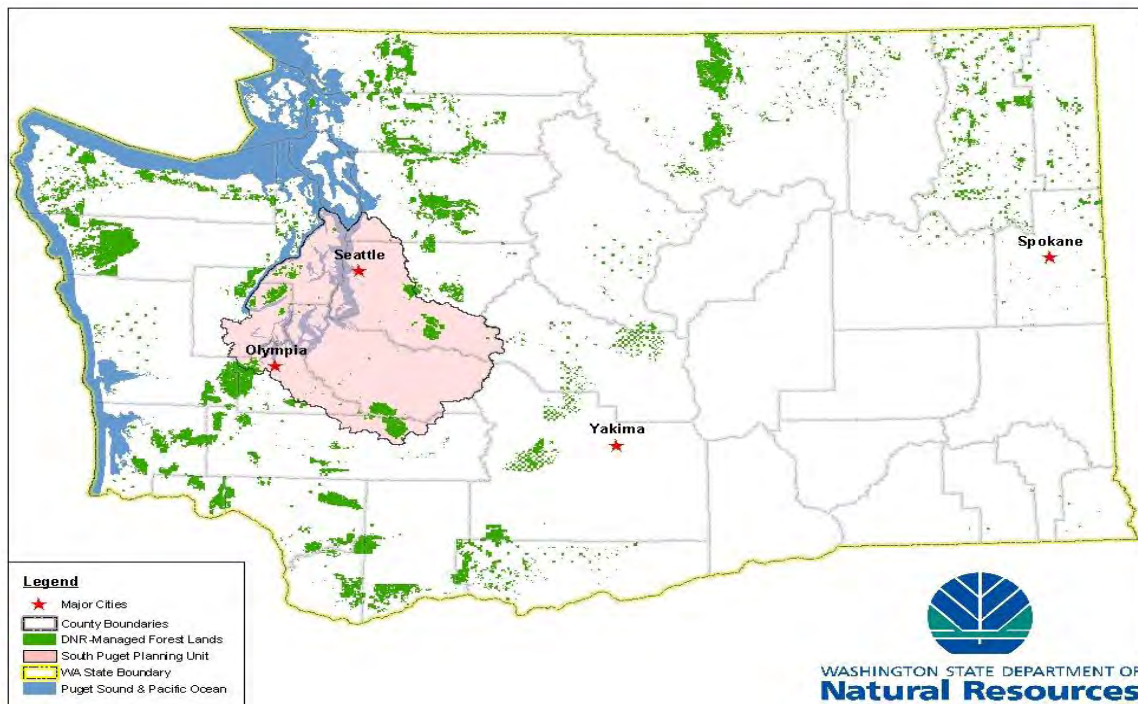 Seattle
Spokane
Olympia
Yakima
Legend
Major Cities
County Boundaries
DNR-Managed Forest Lands
South Puget Planning Unit
WA State Boundary
Puget Sound & Pacific Ocean
WASHINGTON STATE DEPARTMENT OF
Natural Resources